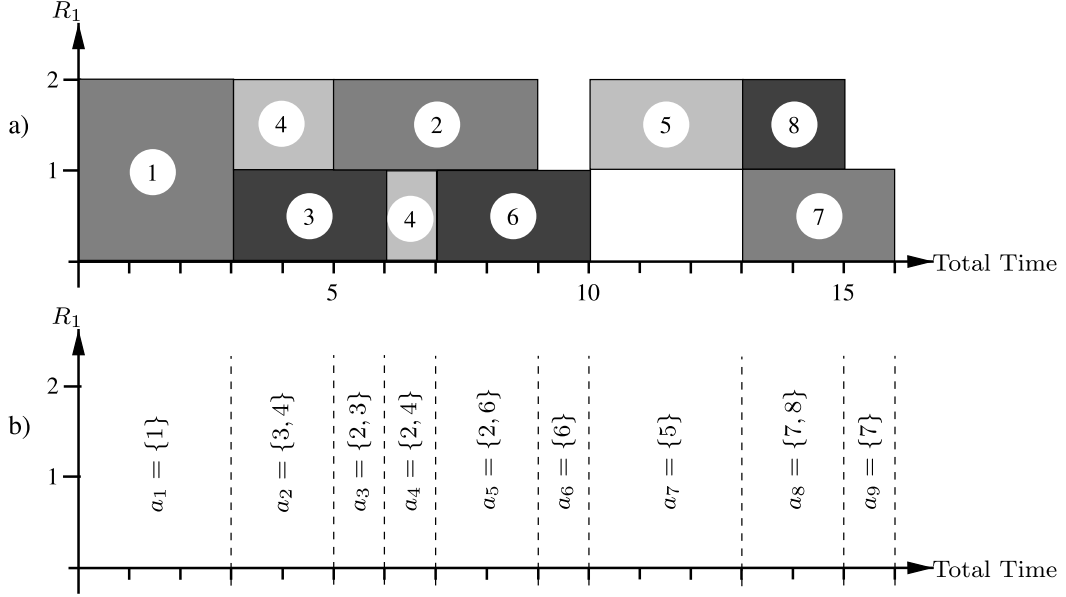 R₁
a)
2
1
1
4
2
3
4
6
5
8
7
5
10
15
Total Time
R₁
b)
2
1
a₁ = {1}
a₂ = {3, 4}
a₃ = {2, 3}
a₄ = {2, 4}
a₅ = {2, 6}
a₆ = {6}
a₇ = {5}
a₈ = {7, 8}
a₉ = {7}
Total Time